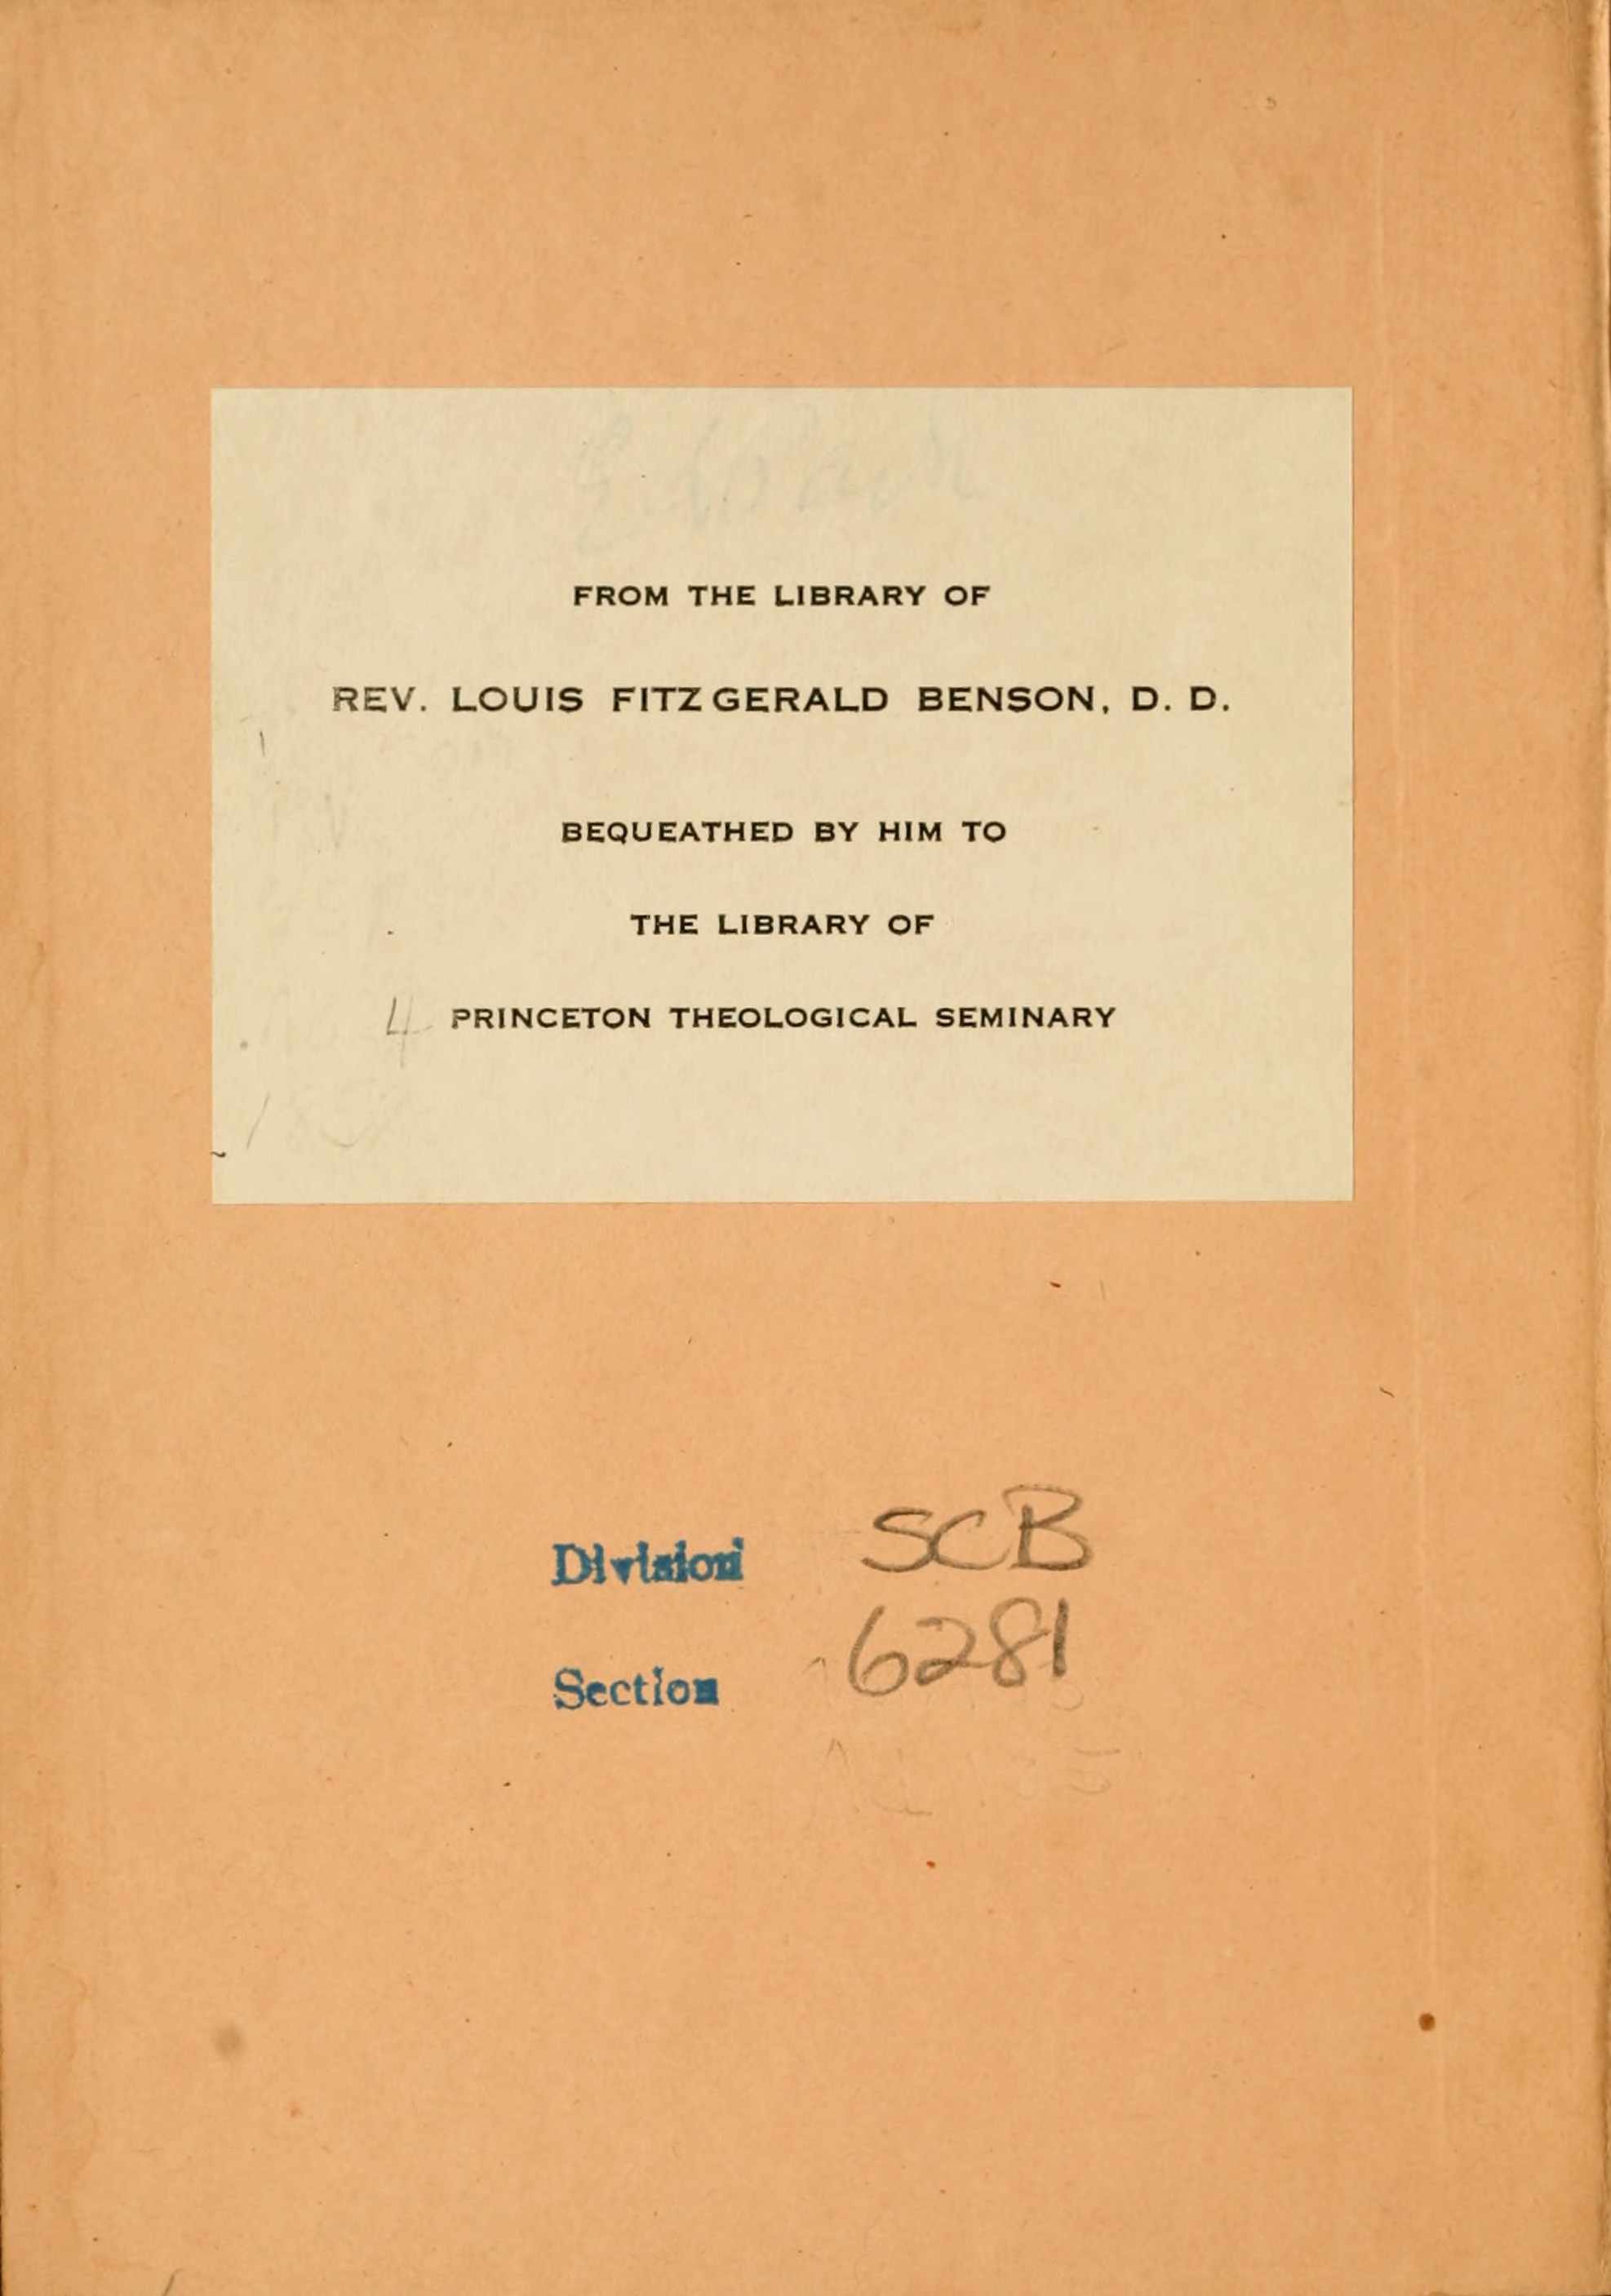 FROM THE LIBRARY OF
REV. LOUIS FITZGERALD BENSON, D. D.
BEQUEATHED BY HIM TO
THE LIBRARY OF
4 PRINCETON THEOLOGICAL SEMINARY
Division SCB
Section 6281